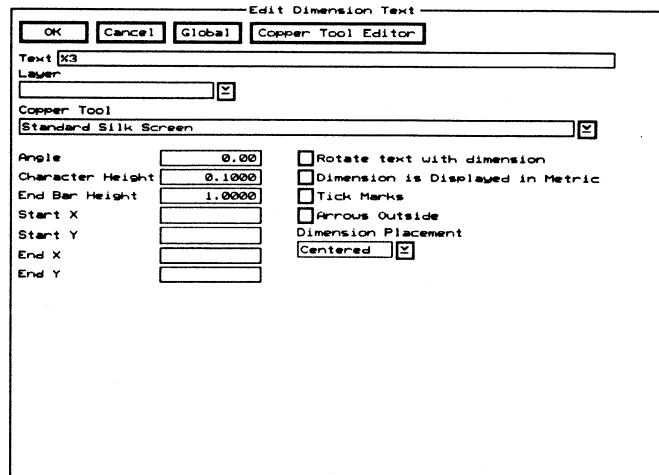 Edit Dimension Text
OK Cancel Global Copper Tool Editor
Text %3
Layer
Copper Tool
Standard Silk Screen
Angle 0.00 Rotate text with dimension
Character Height 0.1000 Dimension is Displayed in Metric
End Bar Height 1.0000 Tick Marks
Start X Arrows Outside
Start Y Dimension Placement
End X Centered
End Y